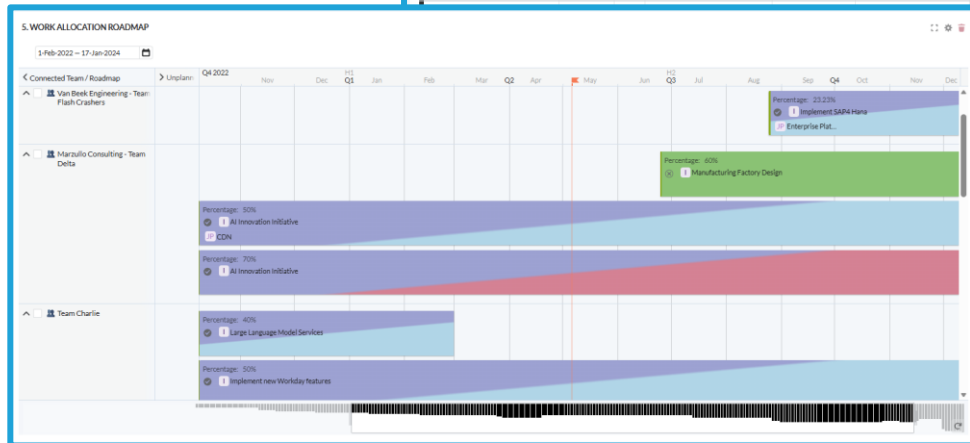 5. WORK ALLOCATION ROADMAP
1-Feb-2022 – 17-Jan-2024
Connected Team / Roadmap
Unplann
Q4 2022 Nov Dec H1 Q1 Jan Feb Mar Q2 Apr May Jun H2 Q3 Jul Aug Sep Q4 Oct Nov Dec
Van Beek Engineering - Team
Flash Crashers
Percentage: 23.23%
I Implement SAP4 Hana
JP Enterprise Plat...
Marzulio Consulting - Team
Delta
Percentage: 60%
I Manufacturing Factory Design
Percentage: 50%
I AI Innovation Initiative
JP CDN
Percentage: 70%
I AI Innovation Initiative
Team Charlie
Percentage: 40%
I Large Language Model Services
Percentage: 50%
I Implement new Workday features